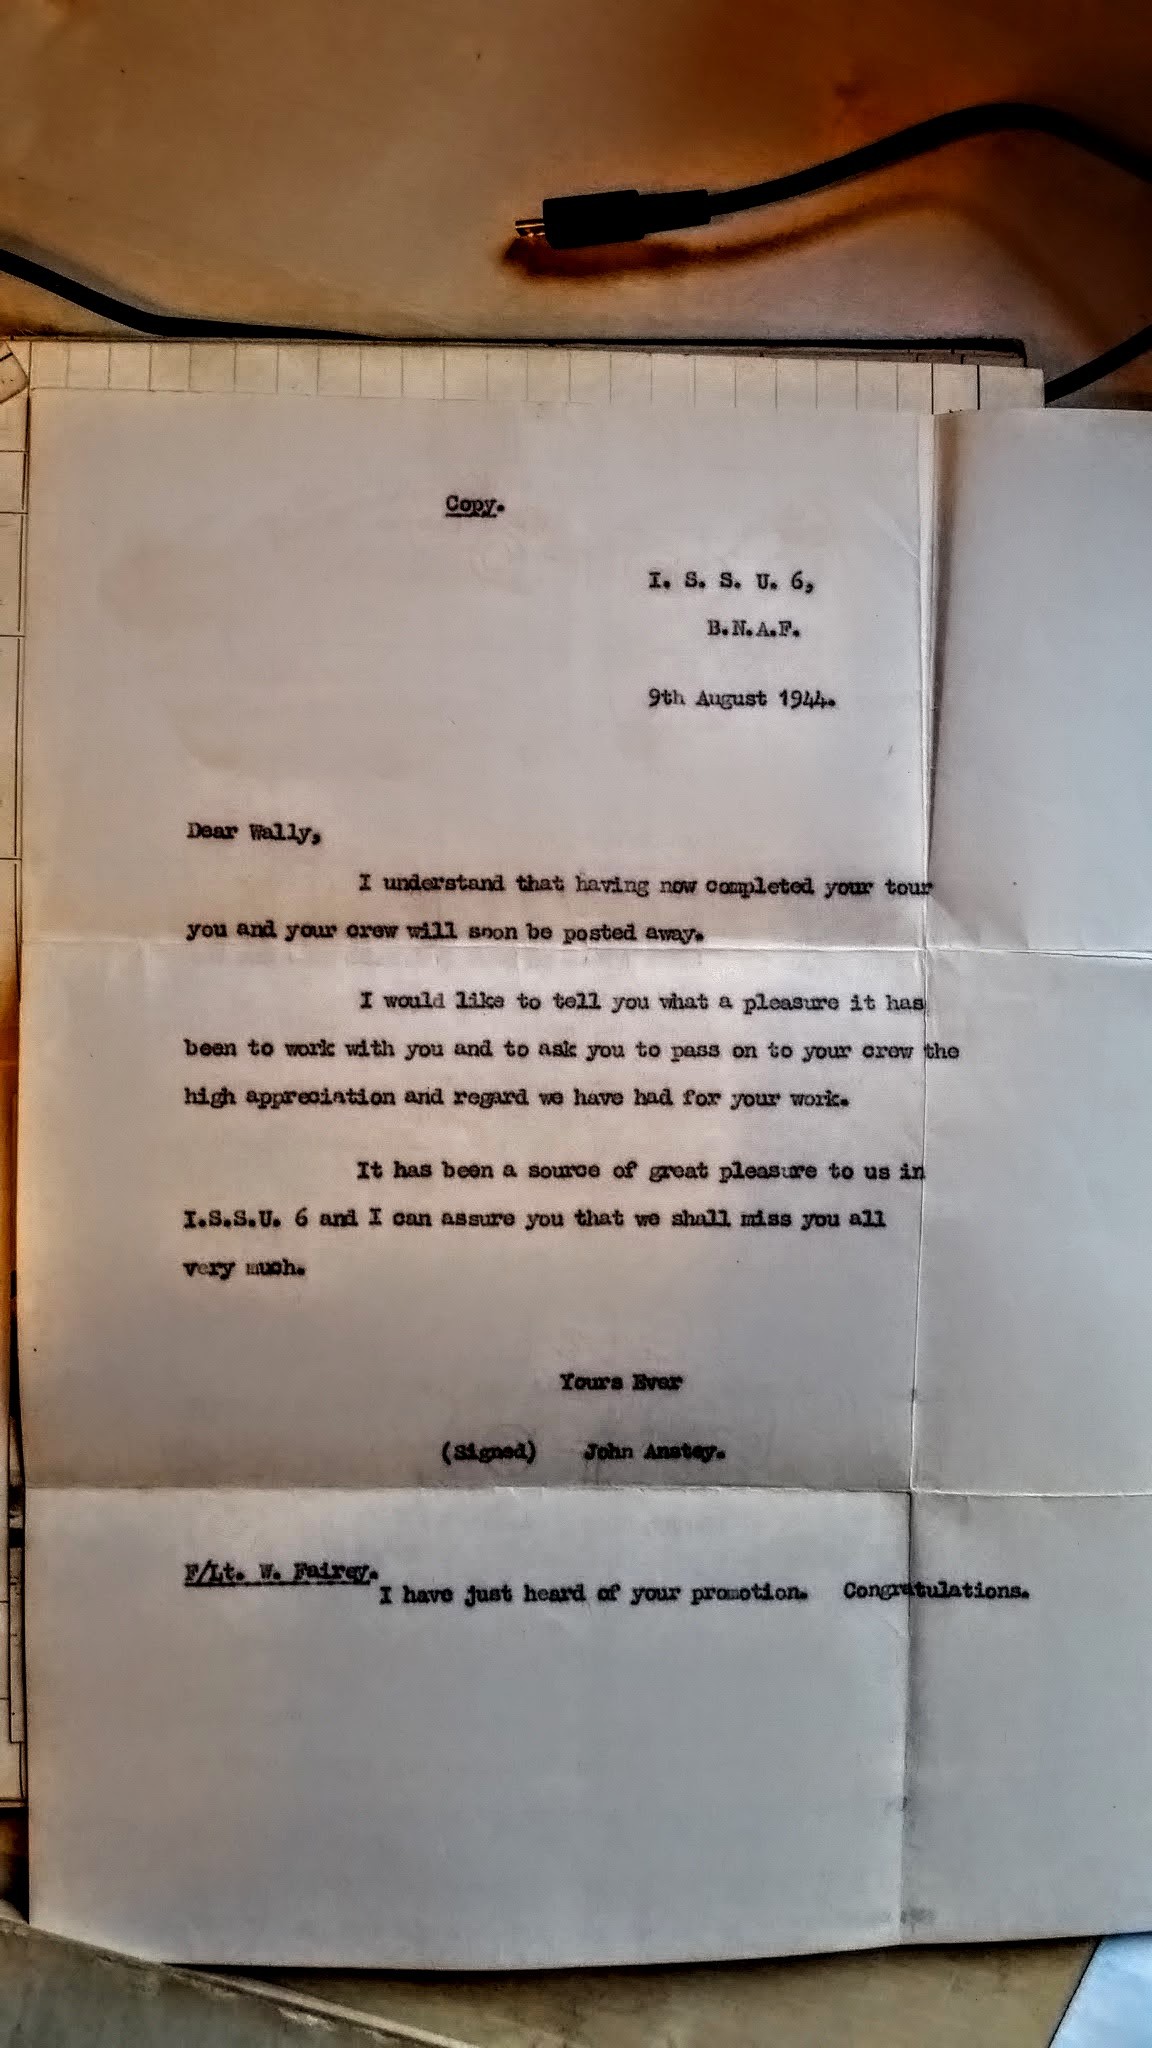 Copy.
I. S. S. U. 6,
B.N.A.F.
9th August 1944.
Dear Wally,
I understand that having now completed your tour
you and your crew will soon be posted away.
I would like to tell you what a pleasure it has
been to work with you and to ask you to pass on to your crew the
high appreciation and regard we have had for your work.
It has been a source of great pleasure to us in
I.S.S.U. 6 and I can assure you that we shall miss you all
very much.
Yours Ever
(Signed) John Anstey.
F/Lt. W. Fairey.
I have just heard of your promotion. Congratulations.